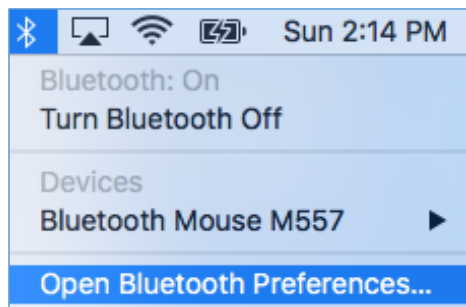 Sun 2:14 PM
Bluetooth: On
Turn Bluetooth Off
Devices
Bluetooth Mouse M557
Open Bluetooth Preferences...